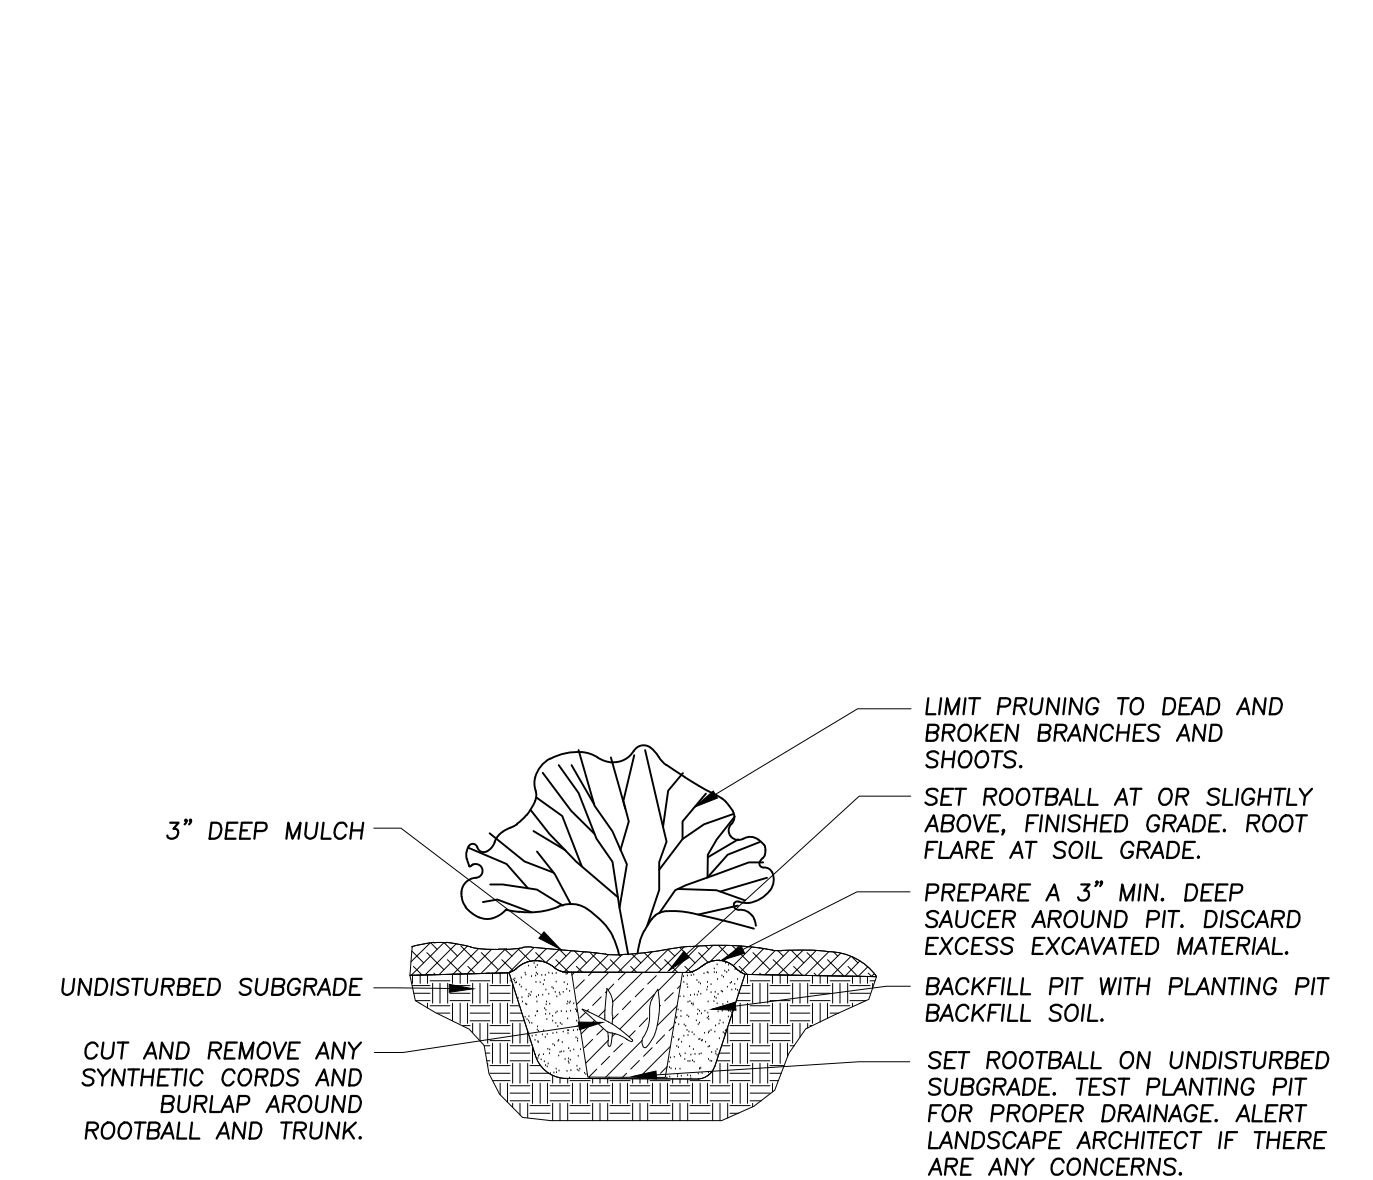 LIMIT PRUNING TO DEAD AND
BROKEN BRANCHES AND
SHOOTS.
SET ROOTBALL AT OR SLIGHTLY
ABOVE, FINISHED GRADE. ROOT
FLARE AT SOIL GRADE.
PREPARE A 3” MIN. DEEP
SAUCER AROUND PIT. DISCARD
EXCESS EXCAVATED MATERIAL.
BACKFILL PIT WITH PLANTING PIT
BACKFILL SOIL.
SET ROOTBALL ON UNDISTURBED
SUBGRADE. TEST PLANTING PIT
FOR PROPER DRAINAGE. ALERT
LANDSCAPE ARCHITECT IF THERE
ARE ANY CONCERNS.
3” DEEP MULCH
UNDISTURBED SUBGRADE
CUT AND REMOVE ANY
SYNTHETIC CORDS AND
BURLAP AROUND
ROOTBALL AND TRUNK.